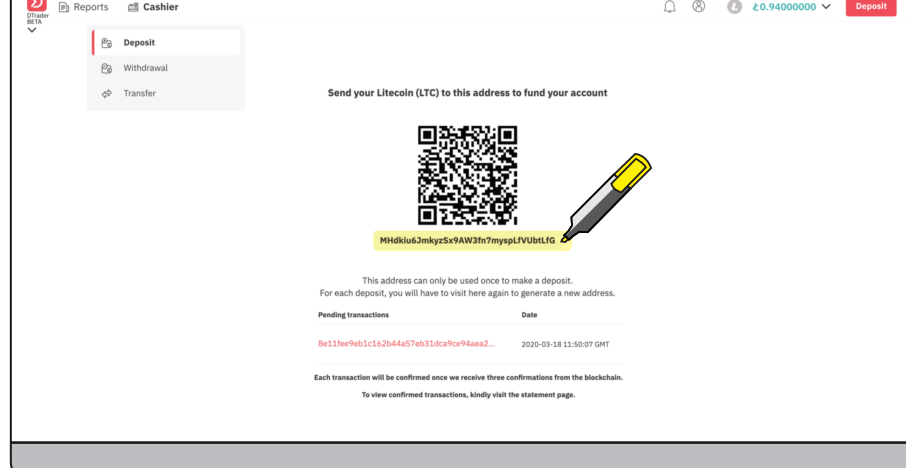 DTrader
BETA
Reports
Cashier
Ł0.94000000
Deposit
Deposit
Withdrawal
Transfer
Send your Litecoin (LTC) to this address to fund your account
MHdkiu6JmkyzSx9AW3fn7myspLfVUbtLfG
This address can only be used once to make a deposit.
For each deposit, you will have to visit here again to generate a new address.
Pending transactions Date
8e11fee9eb1c162b44a57eb31dca9ce94aea2... 2020-03-18 11:50:07 GMT
Each transaction will be confirmed once we receive three confirmations from the blockchain.
To view confirmed transactions, kindly visit the statement page.